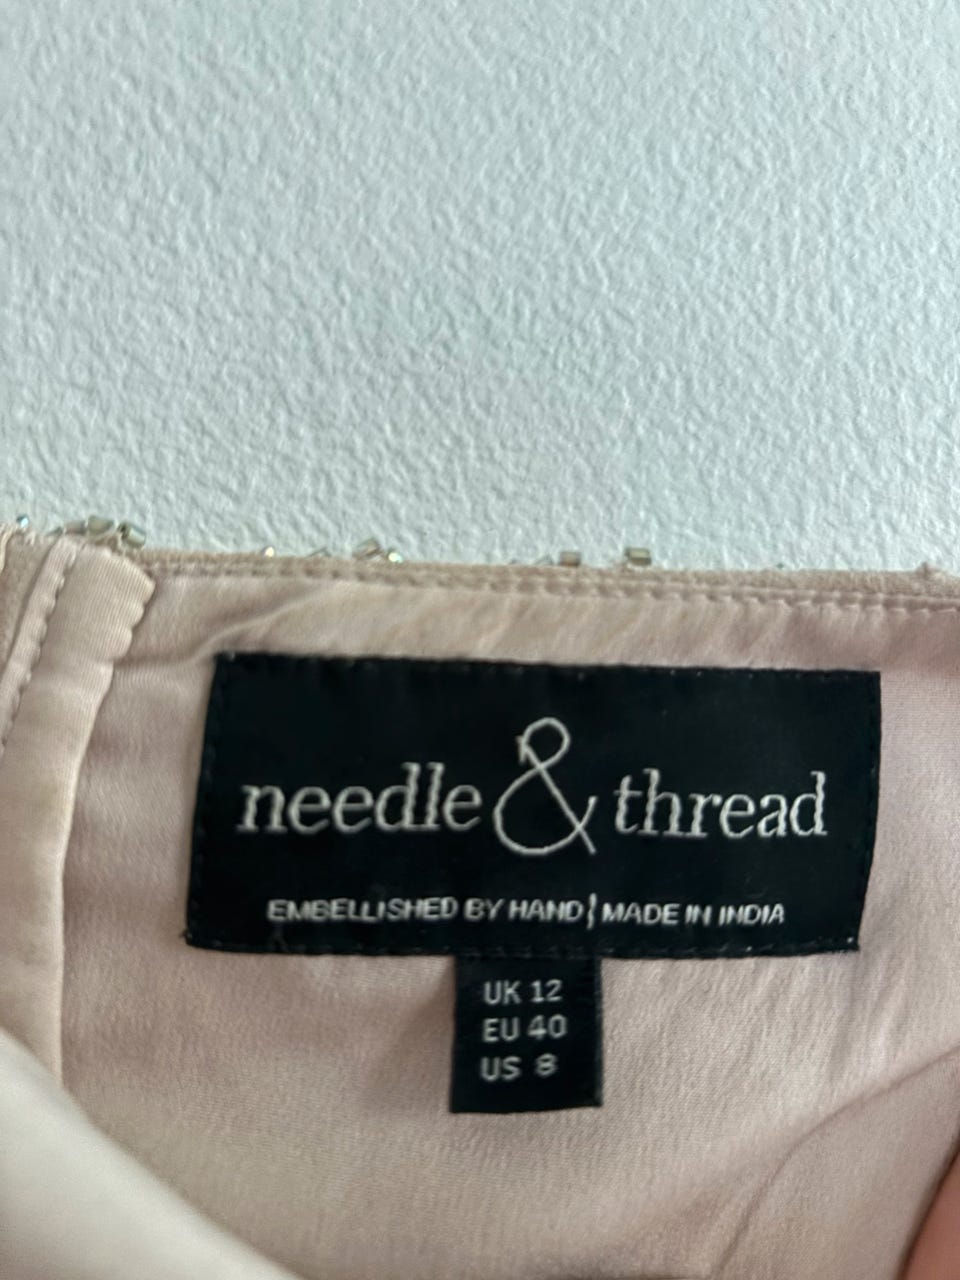 needle & thread
EMBELLISHED BY HAND | MADE IN INDIA
UK 12
EU 40
US 8